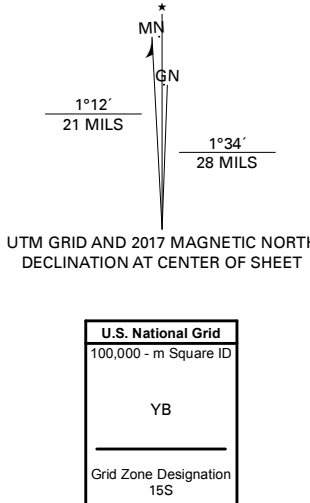 ★
MN
GN
1°12´
21 MILS
1°34´
28 MILS
UTM GRID AND 2017 MAGNETIC NORTH
DECLINATION AT CENTER OF SHEET
U.S. National Grid
100,000 - m Square ID
YB
Grid Zone Designation
15S